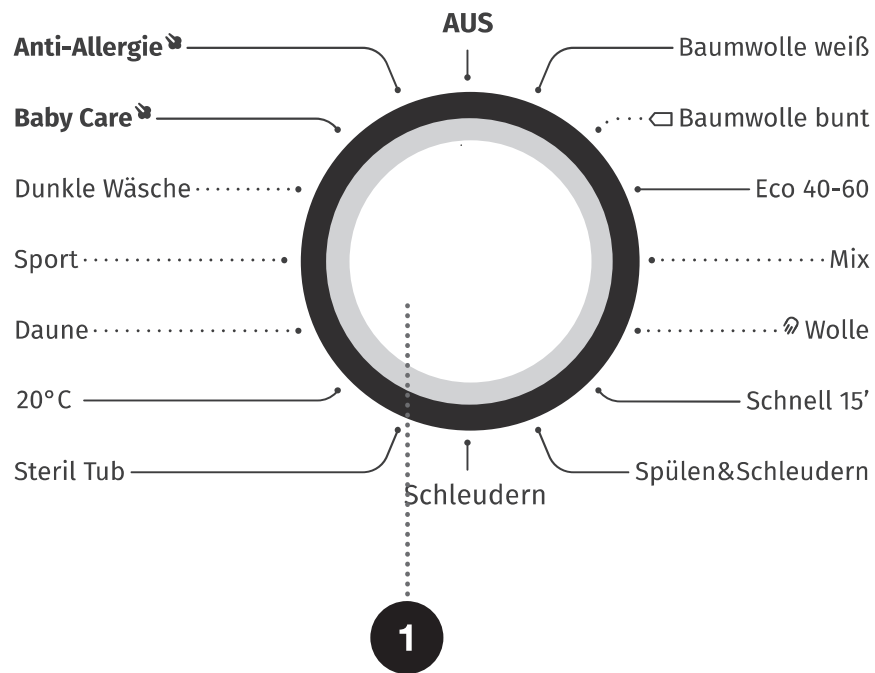 AUS
Anti-Allergie
Baumwolle weiß
Baby Care
Baumwolle bunt
Dunkle Wäsche
Eco 40-60
Sport
Mix
Daune
Wolle
20°C
Schnell 15’
Steril Tub
Spülen&Schleudern
Schleudern
1